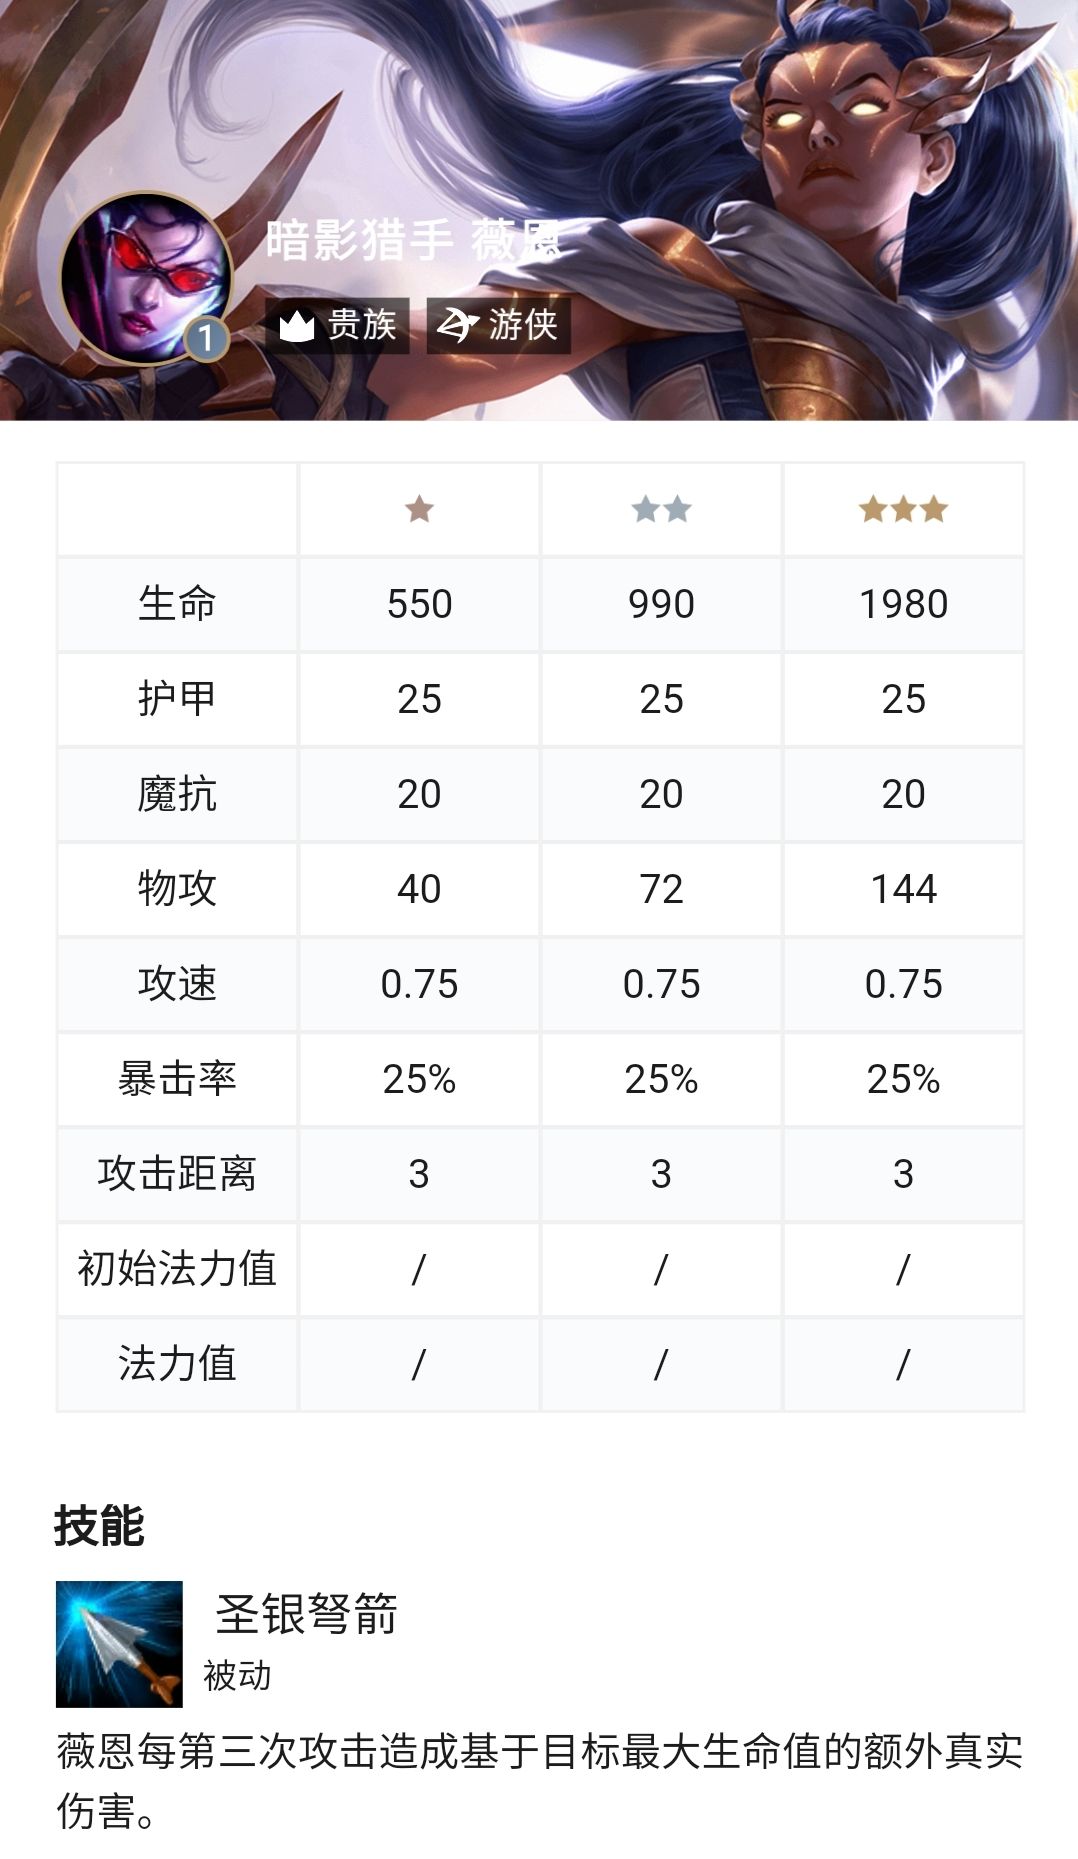 暗影猎手 薇恩
1
贵族 游侠
生命 550 990 1980
护甲 25 25 25
魔抗 20 20 20
物攻 40 72 144
攻速 0.75 0.75 0.75
暴击率 25% 25% 25%
攻击距离 3 3 3
初始法力值 / / /
法力值 / / /
技能
圣银弩箭
被动
薇恩每第三次攻击造成基于目标最大生命值的额外真实
伤害。